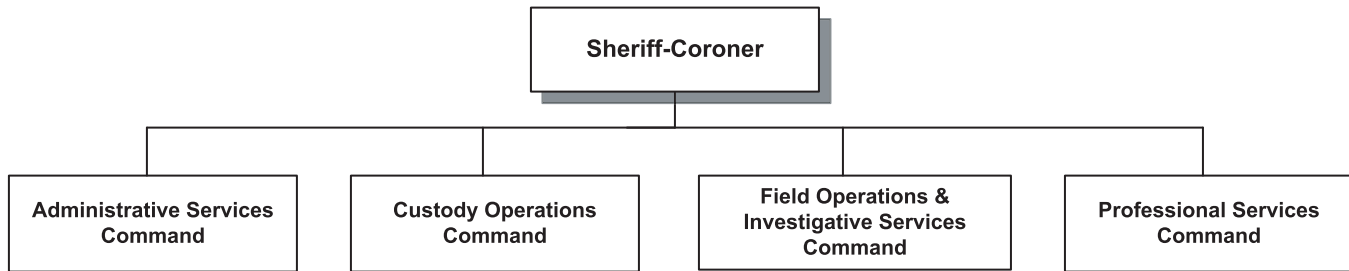 Sheriff-Coroner
Administrative Services
Command
Custody Operations
Command
Field Operations &
Investigative Services
Command
Professional Services
Command